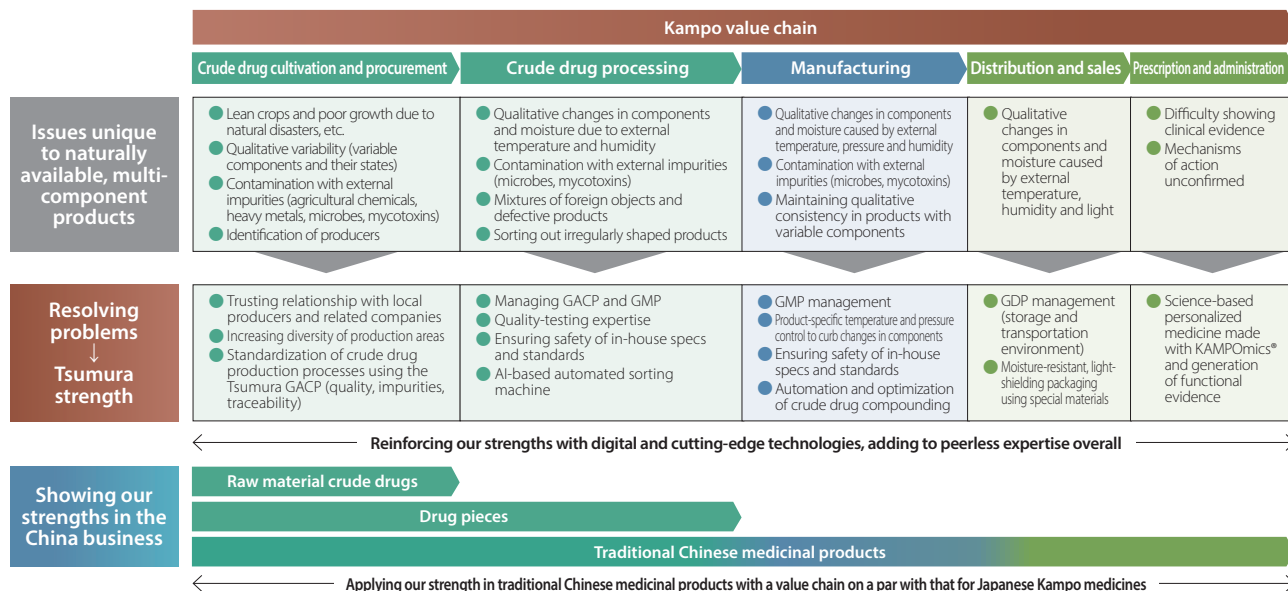 Kampo value chain
Crude drug cultivation and procurement
Crude drug processing
Manufacturing
Distribution and sales
Prescription and administration
Issues unique
to naturally
available, multi-
component
products
Lean crops and poor growth due to
natural disasters, etc.
Qualitative variability (variable
components and their states)
Contamination with external
impurities (agricultural chemicals,
heavy metals, microbes, mycotoxins)
Identification of producers
Qualitative changes in components
and moisture due to external
temperature and humidity
Contamination with external impurities
(microbes, mycotoxins)
Mixtures of foreign objects and
defective products
Sorting out irregularly shaped products
Qualitative changes in components
and moisture caused by external
temperature, pressure and humidity
Contamination with external
impurities (microbes, mycotoxins)
Maintaining qualitative
consistency in products with
variable components
Qualitative
changes in
components and
moisture caused
by external
temperature,
humidity and light
Difficulty showing
clinical evidence
Mechanisms
of action
unconfirmed
Resolving
problems
↓
Tsumura
strength
Trusting relationship with local
producers and related companies
Increasing diversity of production areas
Standardization of crude drug
production processes using the
Tsumura GACP (quality, impurities,
traceability)
Managing GACP and GMP
Quality-testing expertise
Ensuring safety of in-house specs
and standards
AI-based automated sorting
machine
GMP management
Product-specific temperature and pressure
control to curb changes in components
Ensuring safety of in-house
specs and standards
Automation and optimization
of crude drug compounding
GDP management
(storage and
transportation
environment)
Moisture-resistant, light-
shielding packaging
using special materials
Science-based
personalized
medicine made
with KAMPOmics®
and generation
of functional
evidence
Reinforcing our strengths with digital and cutting-edge technologies, adding to peerless expertise overall
Showing our
strengths in the
China business
Raw material crude drugs
Drug pieces
Traditional Chinese medicinal products
Applying our strength in traditional Chinese medicinal products with a value chain on a par with that for Japanese Kampo medicines